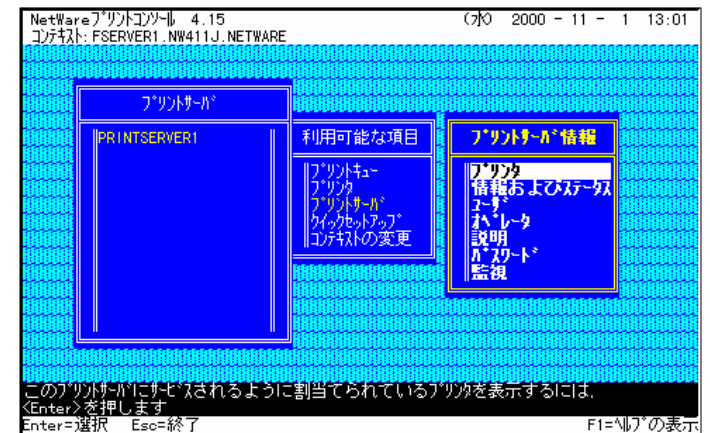 NetWareﾌﾟﾘﾝﾄｺﾝｿｰﾙ 4.15 (水) 2000 - 11 - 1 13:01
ｺﾝﾃｷｽﾄ: FSERVER1.NW411J.NETWARE
ﾌﾟﾘﾝﾄｻｰﾊﾞ
PRINTSERVER1
利用可能な項目
ﾌﾟﾘﾝﾄｷｭｰ
ﾌﾟﾘﾝﾀ
ﾌﾟﾘﾝﾄｻｰﾊﾞ
ｸｲｯｸｾｯﾄｱｯﾌﾟ
ｺﾝﾃｷｽﾄの変更
ﾌﾟﾘﾝﾄｻｰﾊﾞ情報
ﾌﾟﾘﾝﾀ
情報およびｽﾃｰﾀｽ
ﾕｰｻﾞ
ｵﾍﾟﾚｰﾀ
説明
ﾊﾟｽﾜｰﾄﾞ
監視
このﾌﾟﾘﾝﾄｻｰﾊﾞにｻｰﾋﾞｽされるように割当てられているﾌﾟﾘﾝﾀを表示するには,
<Enter>を押します
Enter=選択 Esc=終了 F1=ﾍﾙﾌﾟの表示